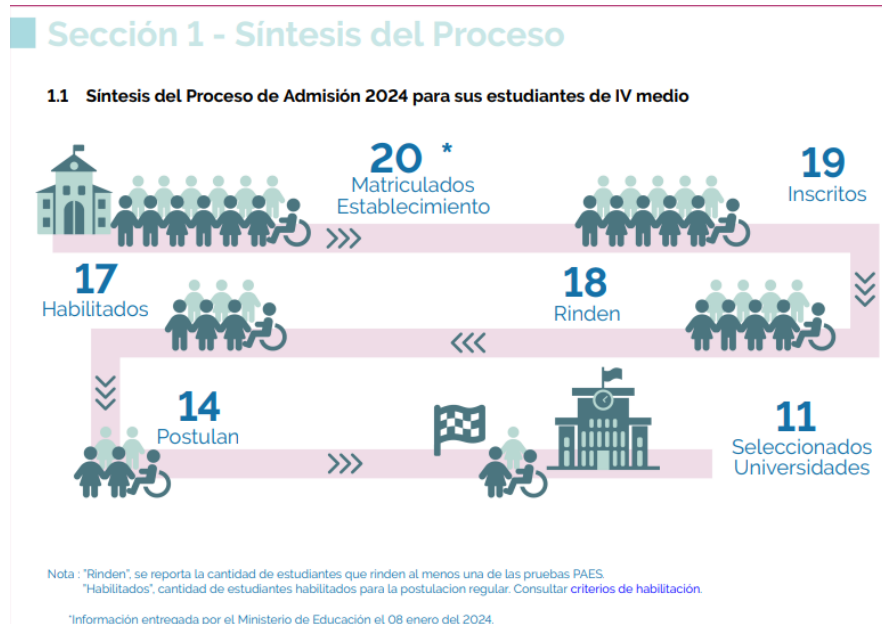 Sección 1 - Síntesis del Proceso
1.1 Síntesis del Proceso de Admisión 2024 para sus estudiantes de IV medio
20 *
Matriculados
Establecimiento
19
Inscritos
18
Rinden
17
Habilitados
14
Postulan
11
Seleccionados
Universidades
Nota : "Rinden", se reporta la cantidad de estudiantes que rinden al menos una de las pruebas PAES.
"Habilitados", cantidad de estudiantes habilitados para la postulacion regular. Consultar criterios de habilitación.
*Información entregada por el Ministerio de Educación el 08 enero del 2024.